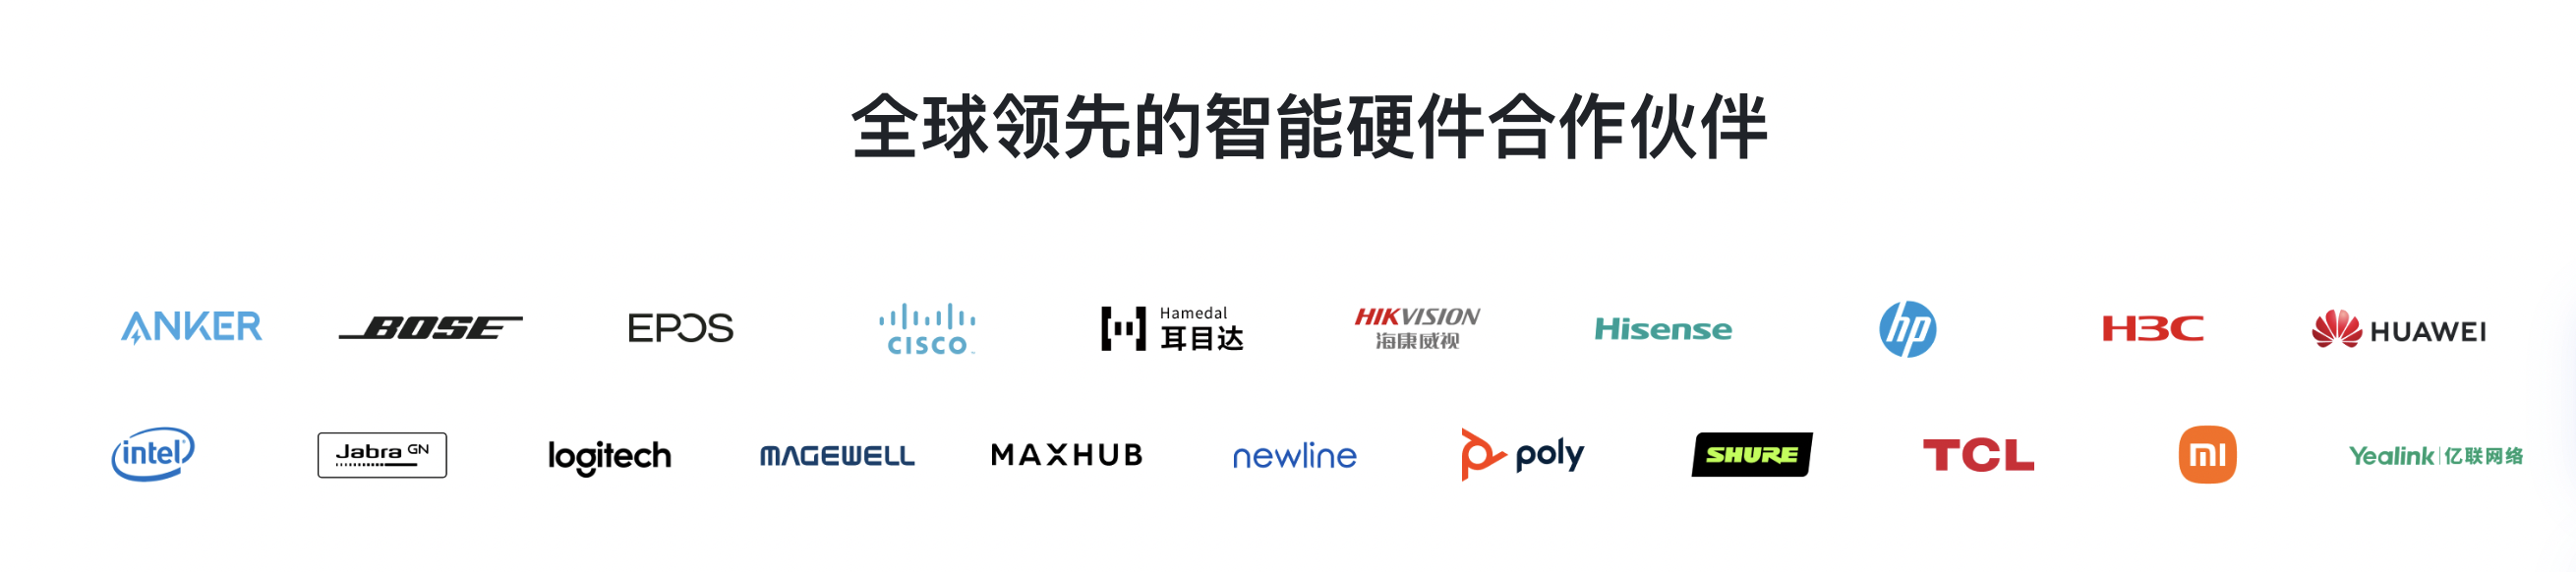 全球领先的智能硬件合作伙伴
ANKER
BOSE
EPOS
CISCO
Hamedal
耳目达
HIKVISION
海康威视
Hisense
hp
H3C
HUAWEI
intel
Jabra GN
logitech
MAGEWELL
MAXHUB
newline
poly
SHURE
TCL
mi
Yealink 亿联网络